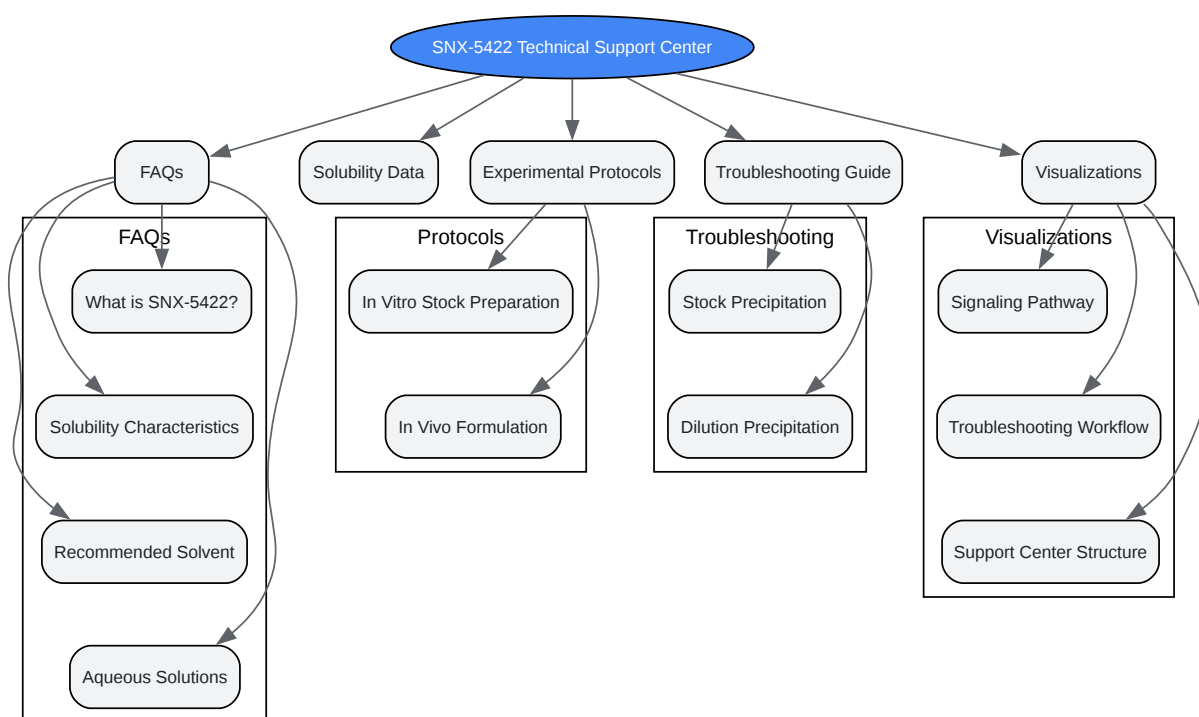 SNX-5422 Technical Support Center
FAQs
Solubility Data
Experimental Protocols
Troubleshooting Guide
Visualizations
FAQs
Protocols
Troubleshooting
Visualizations
What is SNX-5422?
In Vitro Stock Preparation
Stock Precipitation
Signaling Pathway
Solubility Characteristics
In Vivo Formulation
Dilution Precipitation
Troubleshooting Workflow
Recommended Solvent
Support Center Structure
Aqueous Solutions